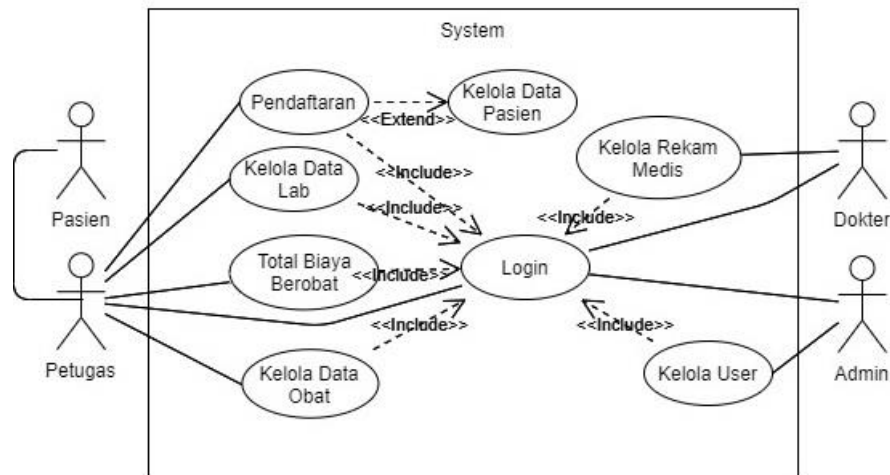 System
Pendaftaran
Kelola Data
Pasien
<<Extend>>
Kelola Rekam
Medis
Kelola Data
Lab
<<Include>>
<<Include>>
<<Include>>
Pasien
Dokter
Total Biaya
Berobat
<<Include>>
Login
<<Include>>
<<Include>>
Petugas
Kelola Data
Obat
Kelola User
Admin